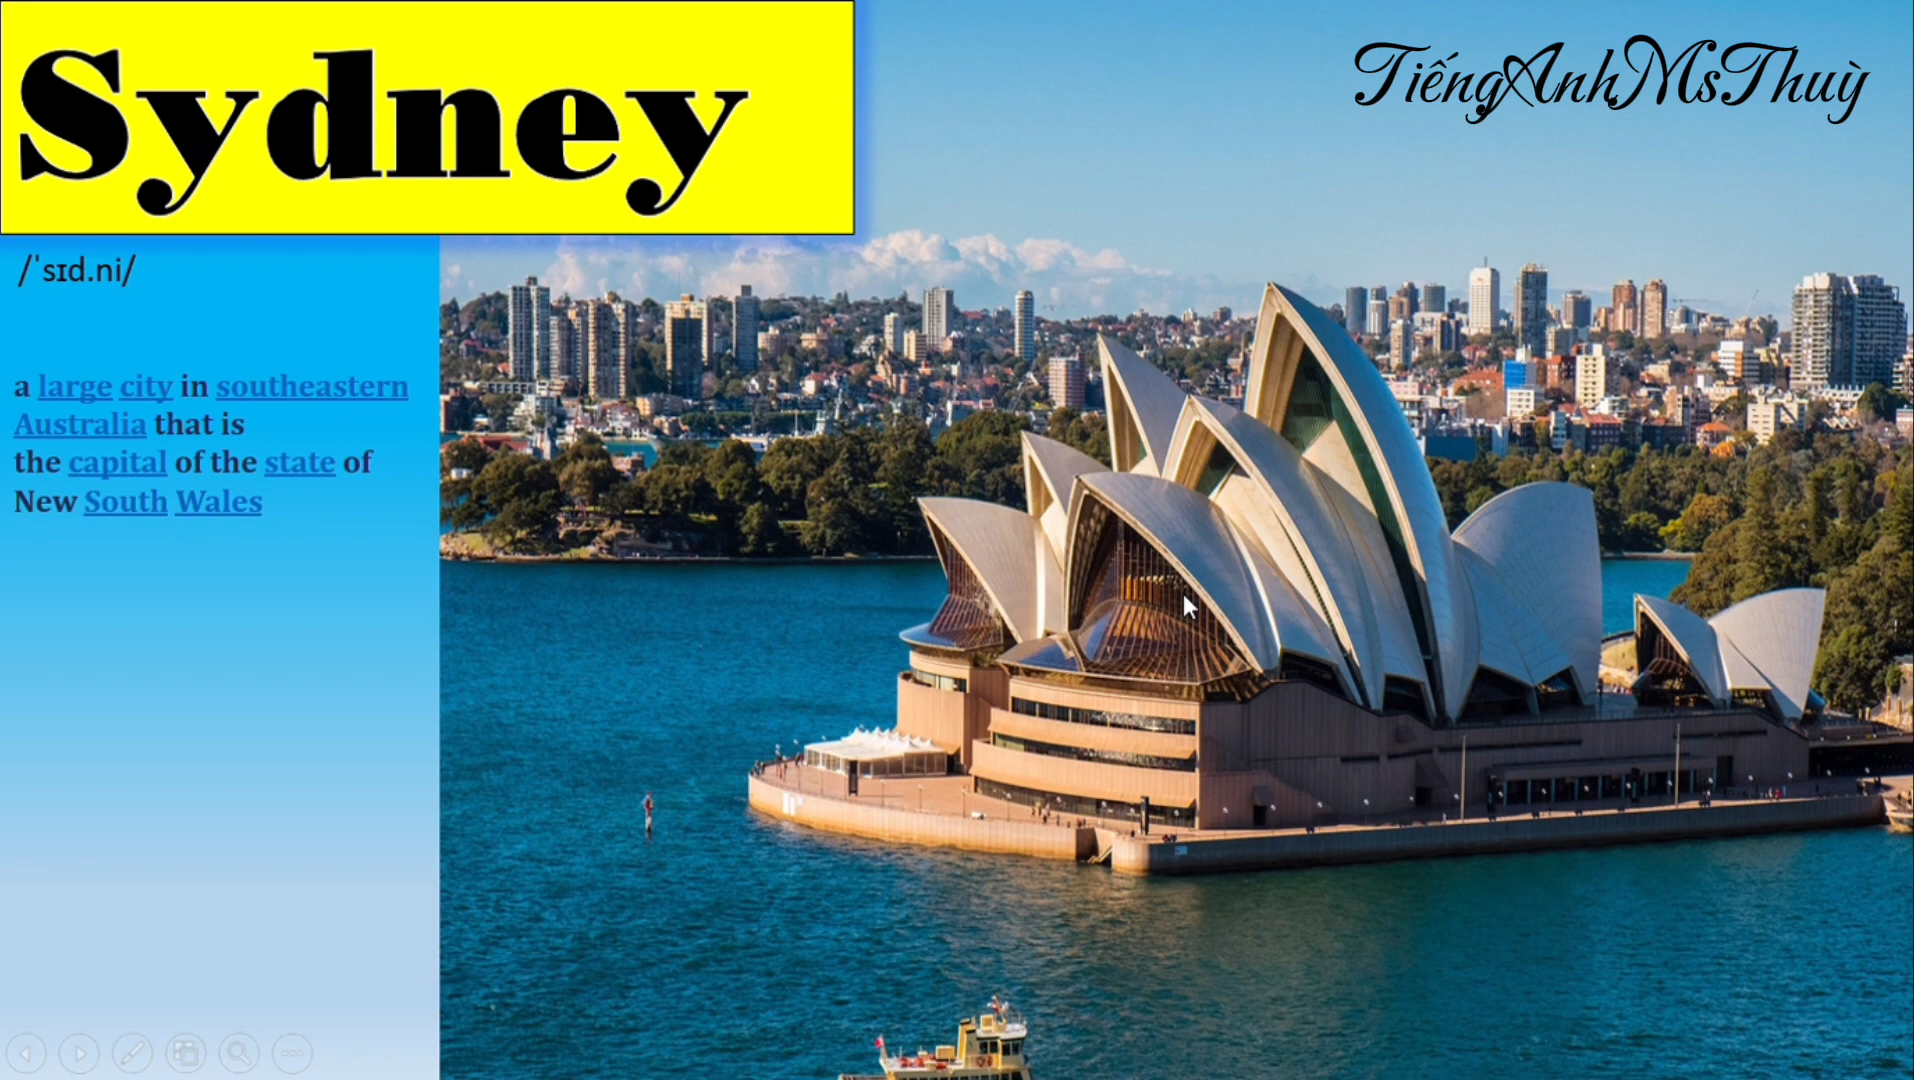 Sydney
TiếngAnhMsThuỳ
/ˈsɪd.ni/
a large city in southeastern
Australia that is
the capital of the state of
New South Wales